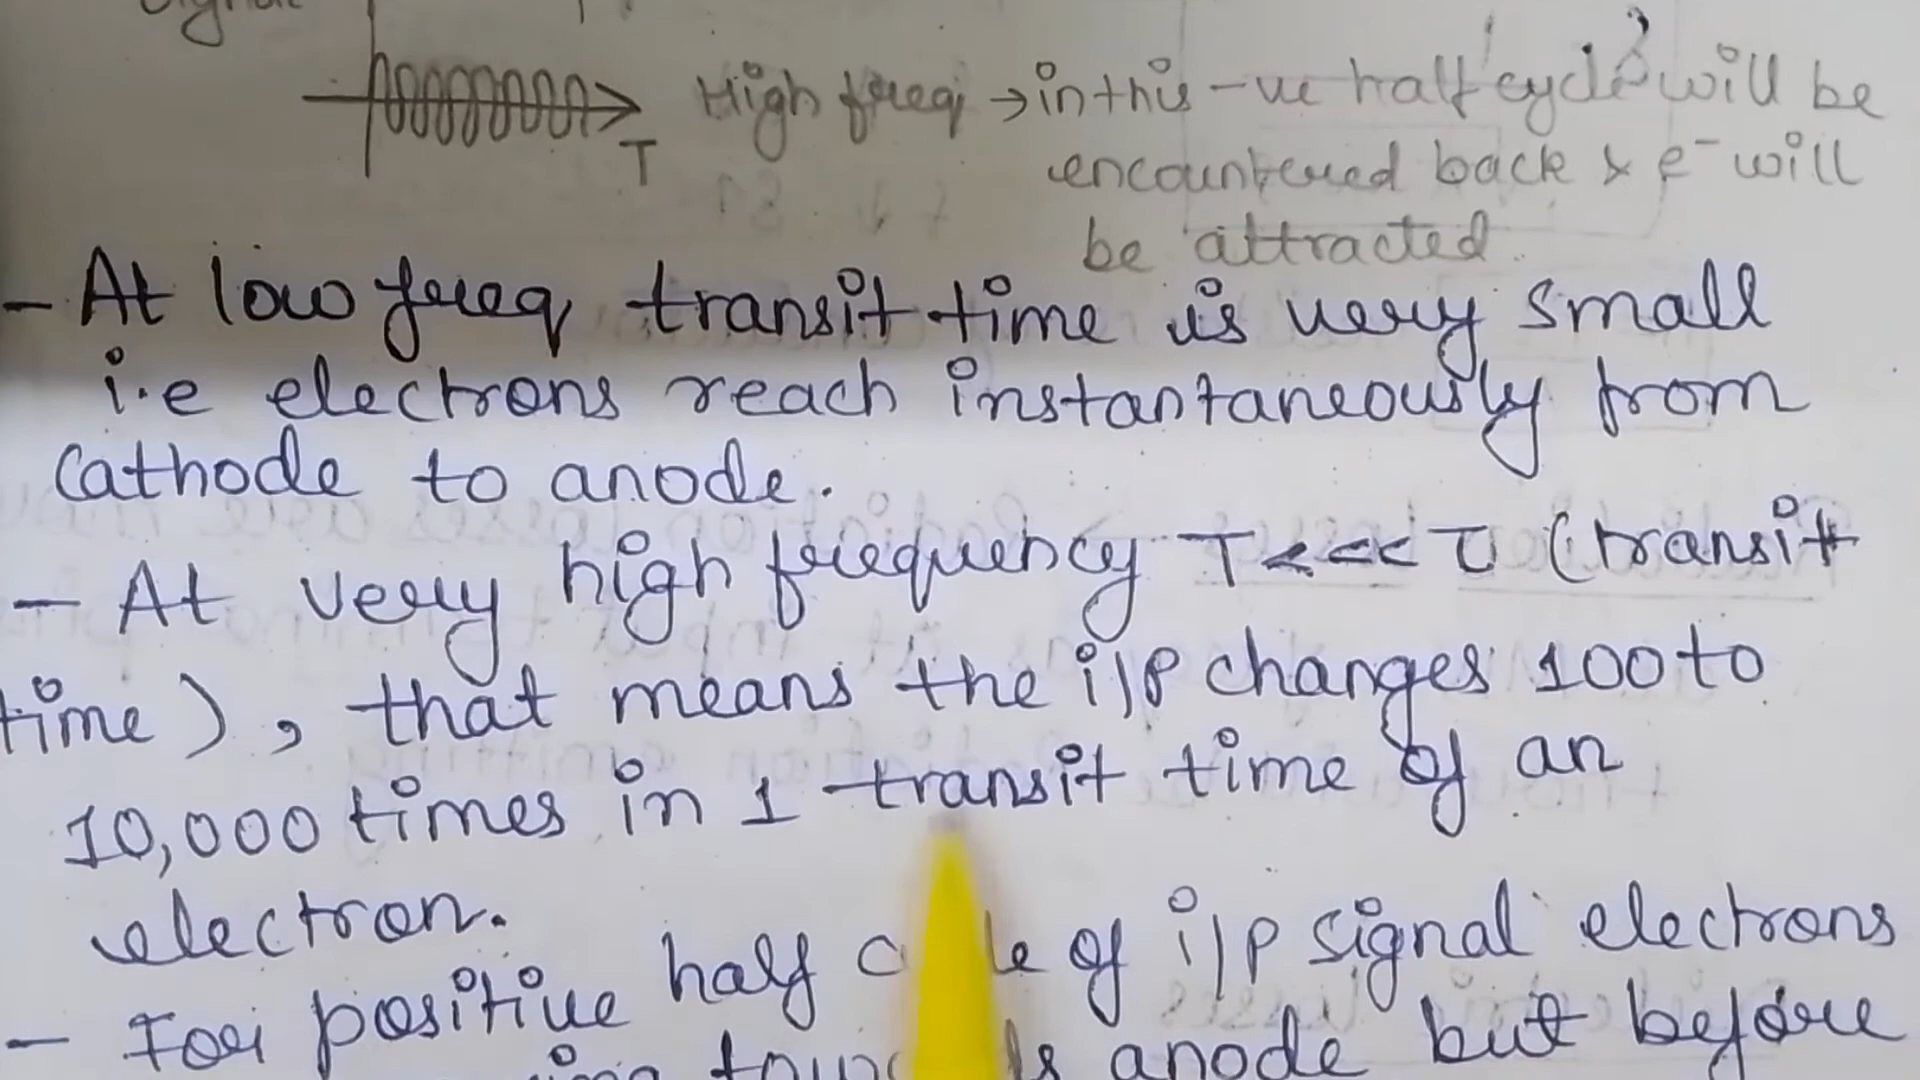 Signal
High freq → in this -ve half cycle will be
T
encountered back & e⁻ will
be attracted.
- At low freq transit time is very small
i.e electrons reach instantaneously from
Cathode to anode.
- At very high frequency T <<< τ (transit
time), that means the i/p changes 100 to
10,000 times in 1 transit time of an
electron.
- For positive half of i/p signal electrons
anode but before